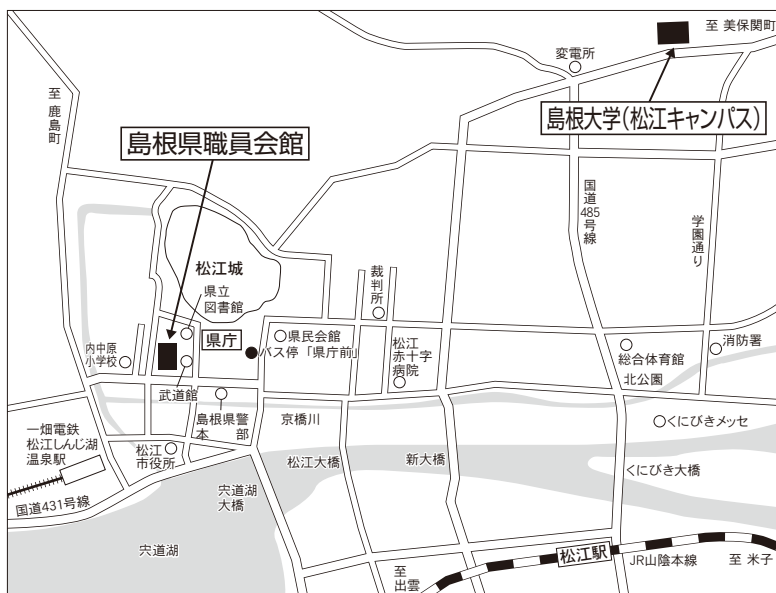 至 美保関町
変電所
島根大学(松江キャンパス)
至 鹿島町
島根県職員会館
国道485号線
学園通り
松江城
県立
図書館
裁判所
県庁
県民会館
バス停「県庁前」
内中原
小学校
武道館
松江
赤十字
病院
総合体育館
北公園
消防署
島根県警
本 部
京橋川
くにびきメッセ
一畑電鉄
松江しんじ湖
温泉駅
松江
市役所
松江大橋
新大橋
くにびき大橋
宍道湖
大橋
国道431号線
宍道湖
松江駅
JR山陰本線
至 米子
至 出雲